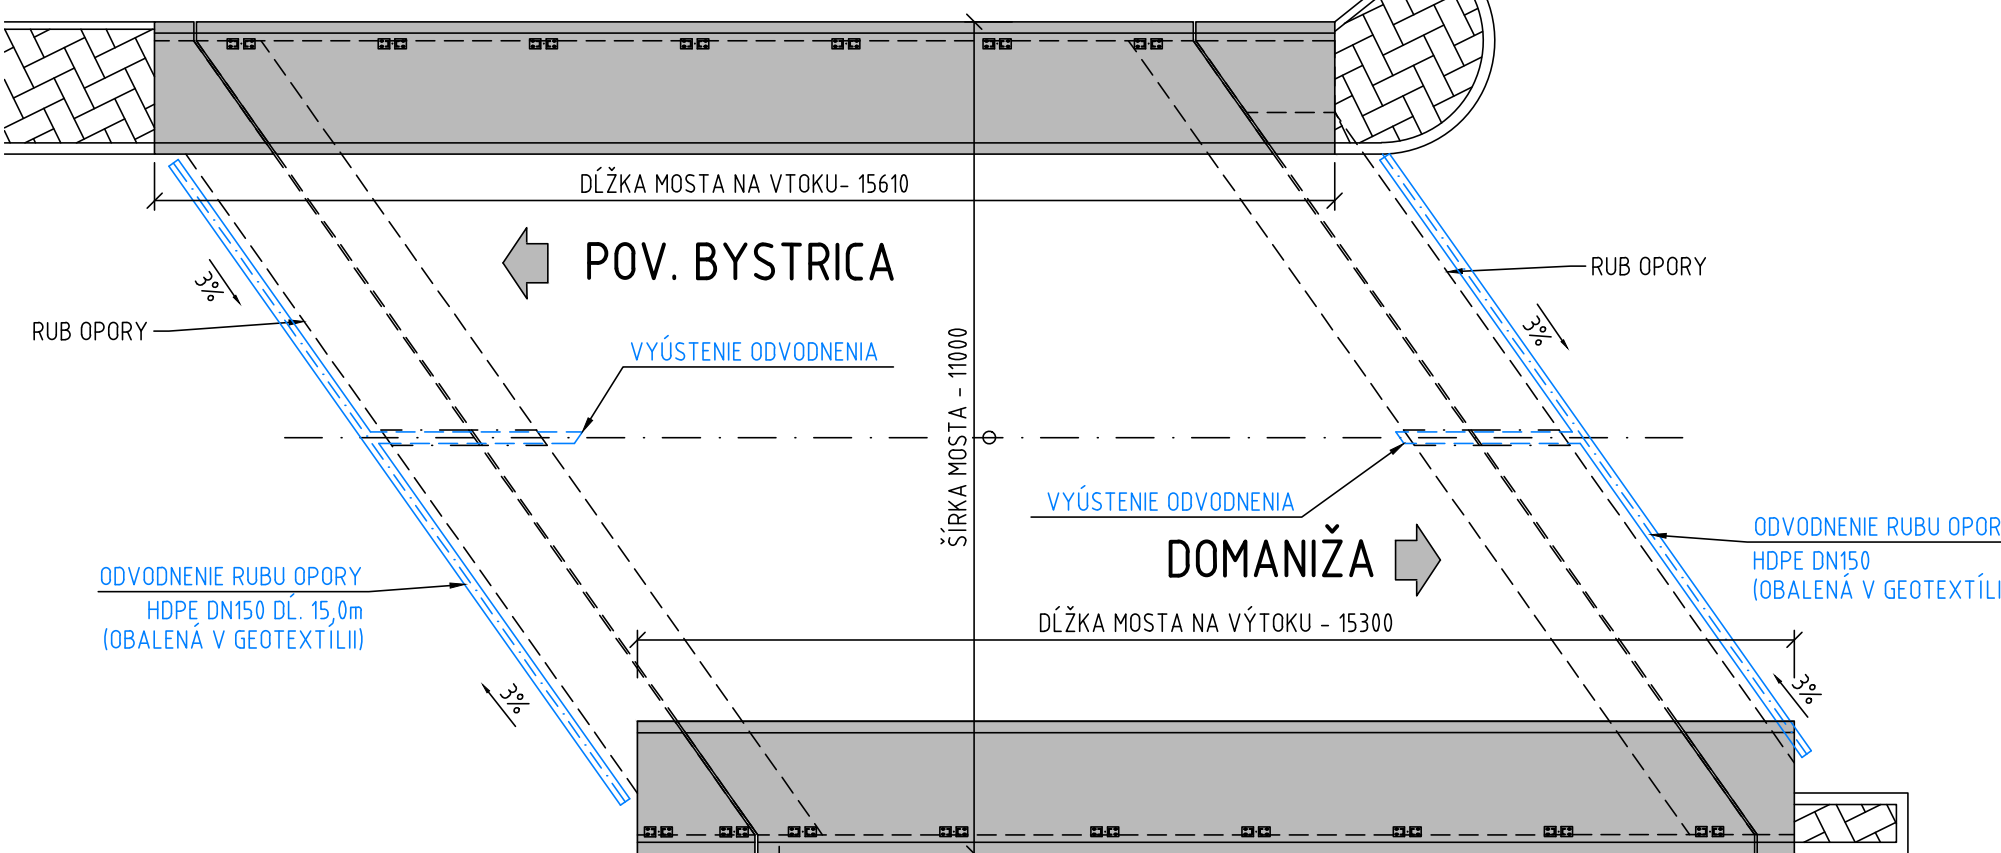 DĹŽKA MOSTA NA VTOKU- 15610
POV. BYSTRICA
3%
RUB OPORY
RUB OPORY
3%
VYÚSTENIE ODVODNENIA
ŠÍRKA MOSTA - 11000
VYÚSTENIE ODVODNENIA
DOMANIŽA
ODVODNENIE RUBU OPOR
HDPE DN150
(OBALENÁ V GEOTEXTÍLI
ODVODNENIE RUBU OPORY
HDPE DN150 DĹ. 15,0m
(OBALENÁ V GEOTEXTÍLII)
DĹŽKA MOSTA NA VÝTOKU - 15300
3%
3%